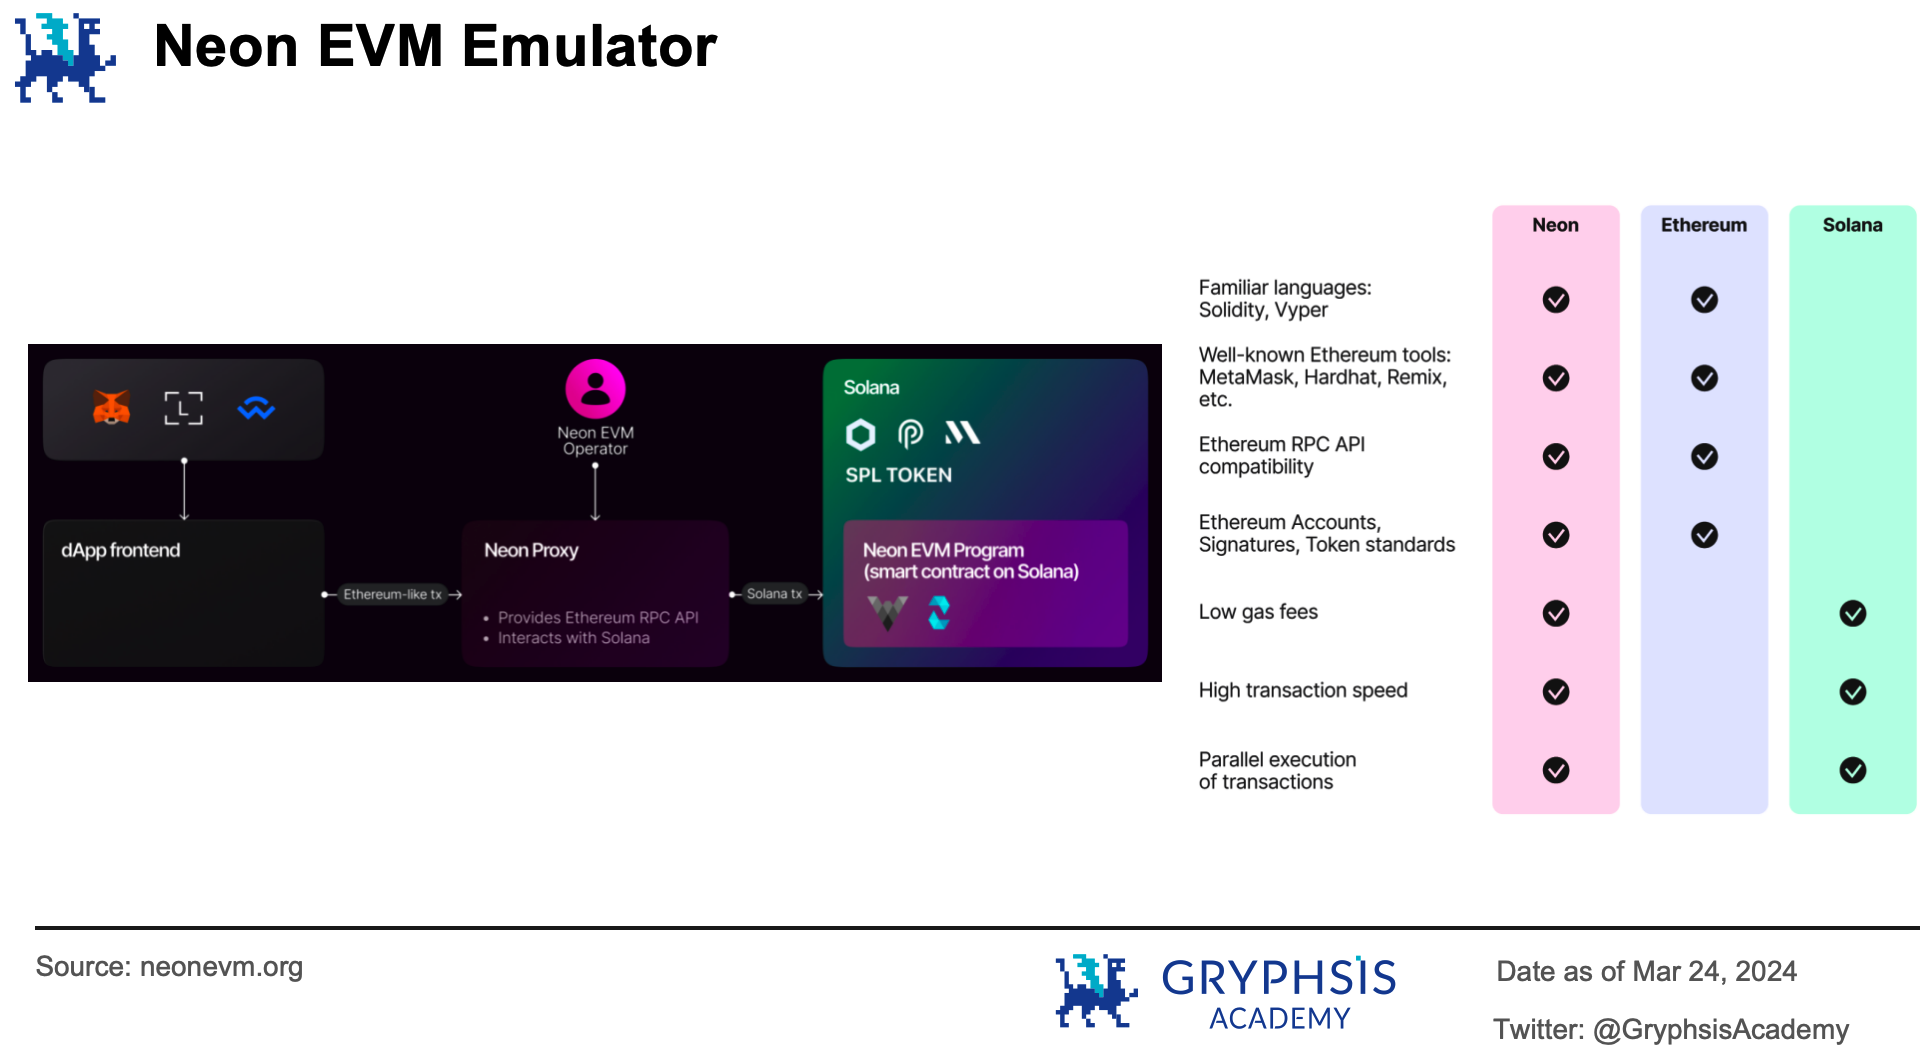 Neon EVM Emulator
Neon EVM
Operator
dApp frontend
Ethereum-like tx
Neon Proxy
• Provides Ethereum RPC API
• Interacts with Solana
Solana tx
Solana
SPL TOKEN
Neon EVM Program
(smart contract on Solana)
Neon
Ethereum
Solana
Familiar languages:
Solidity, Vyper
Well-known Ethereum tools:
MetaMask, Hardhat, Remix,
etc.
Ethereum RPC API
compatibility
Ethereum Accounts,
Signatures, Token standards
Low gas fees
High transaction speed
Parallel execution
of transactions
Source: neonevm.org
GRYPHSIS
ACADEMY
Date as of Mar 24, 2024
Twitter: @GryphsisAcademy